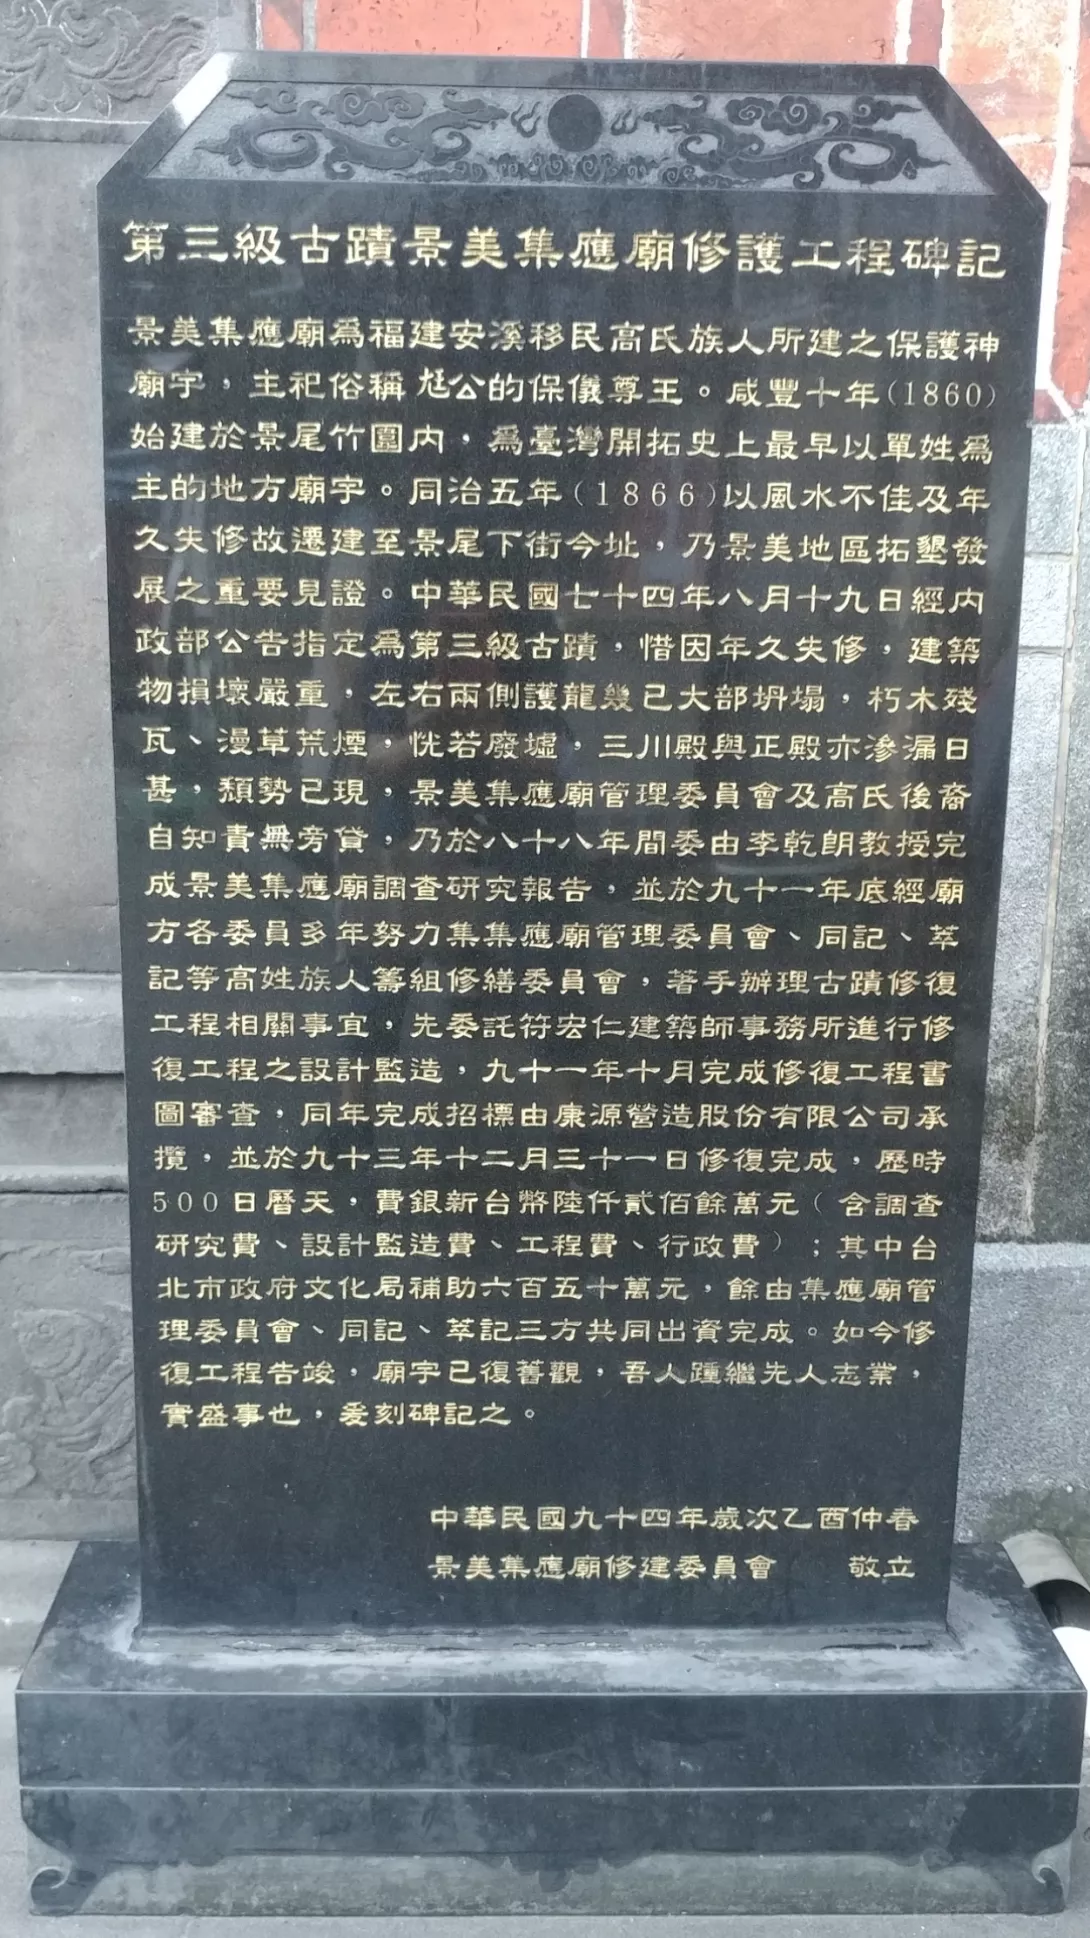 第三級古蹟景美集應廟修護工程碑記
景美集應廟為福建安溪移民高氏族人所建之保護神
廟宇，主祀俗稱尪公的保儀尊王。咸豐十年(1860)
始建於景尾竹圍內，為臺灣開拓史上最早以單姓為
主的地方廟宇。同治五年(1866)以風水不佳及年
久失修故遷建至景尾下街今址，乃景美地區拓墾發
展之重要見證。中華民國七十四年八月十九日經內
政部公告指定為第三級古蹟，惜因年久失修，建築
物損壞嚴重，左右兩側護龍幾已大部坍塌，朽木殘
瓦、漫草荒煙，恍若廢墟，三川殿與正殿亦滲漏日
甚，頹勢已現，景美集應廟管理委員會及高氏後裔
自知責無旁貸，乃於八十八年間委由李乾朗教授完
成景美集應廟調查研究報告，並於九十一年底經廟
方各委員多年努力集集應廟管理委員會、同記、萃
記等高姓族人籌組修繕委員會，著手辦理古蹟修復
工程相關事宜，先委託符宏仁建築師事務所進行修
復工程之設計監造，九十一年十月完成修復工程書
圖審查，同年完成招標由康源營造股份有限公司承
攬，並於九十三年十二月三十一日修復完成，歷時
500日曆天，費銀新台幣陸仟貳佰餘萬元（含調查
研究費、設計監造費、工程費、行政費）；其中台
北市政府文化局補助六百五十萬元，餘由集應廟管
理委員會、同記、萃記三方共同出資完成。如今修
復工程告竣，廟宇已復舊觀，吾人踵繼先人志業，
實盛事也，爰刻碑記之。
中華民國九十四年歲次乙酉仲春
景美集應廟修建委員會　敬立